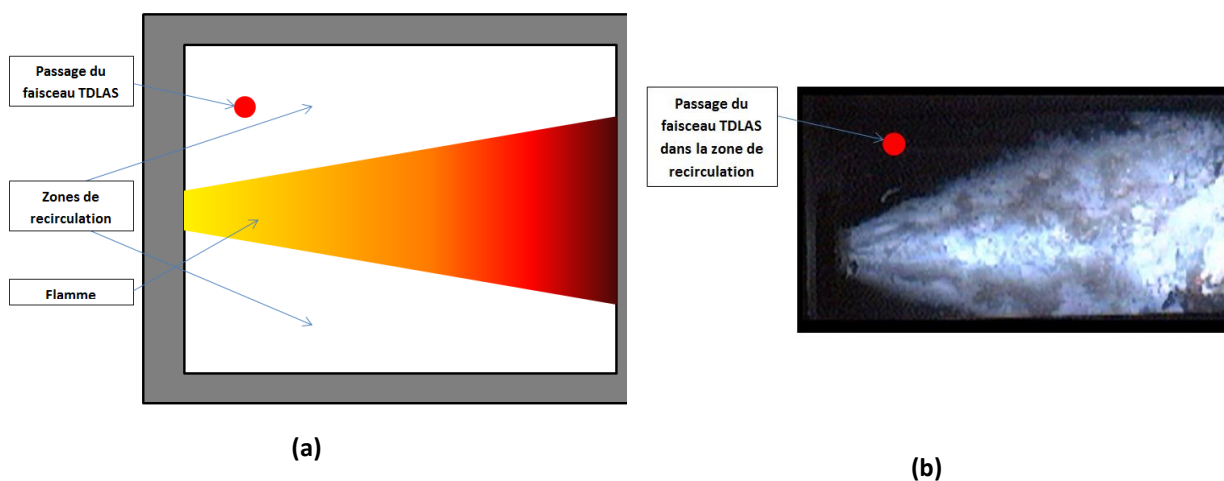 Passage du
faisceau TDLAS
Zones de
recirculation
Flamme
(a)
Passage du
faisceau TDLAS
dans la zone de
recirculation
(b)